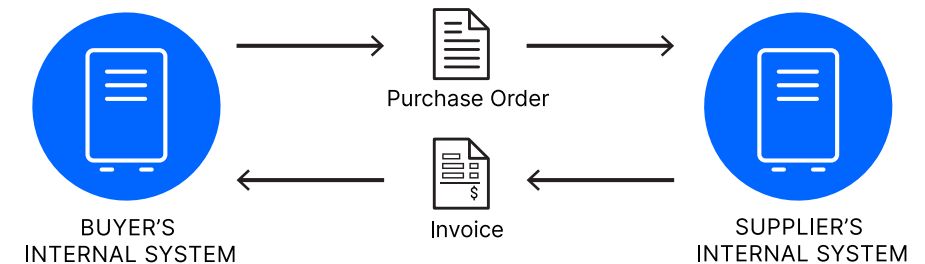 Purchase Order
$
Invoice
BUYER’S
INTERNAL SYSTEM
SUPPLIER’S
INTERNAL SYSTEM